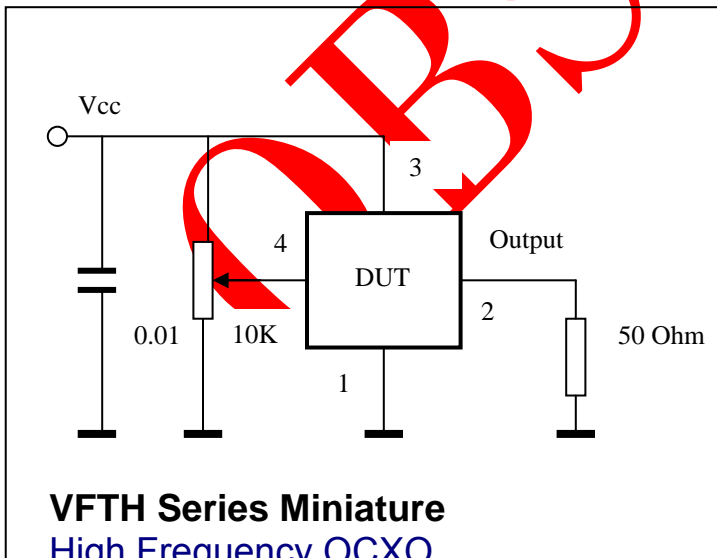 Vcc
3
4
Output
DUT
2
0.01
10K
50 Ohm
1
VFTH Series Miniature
High Frequency OCXO